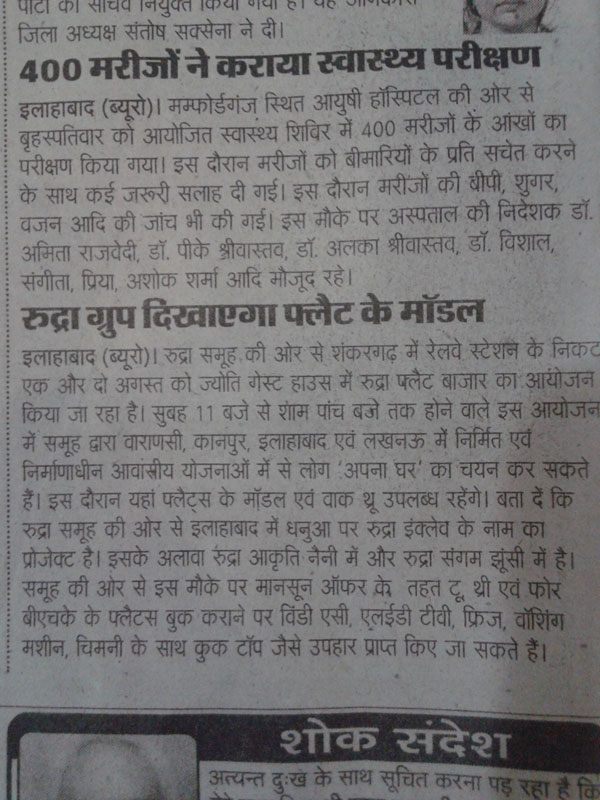 पार्टी का सचिव नियुक्त किया गया है। यह जानकारी
जिला अध्यक्ष संतोष सक्सेना ने दी।
400 मरीजों ने कराया स्वास्थ्य परीक्षण
इलाहाबाद (ब्यूरो)। मम्फोर्डगंज स्थित आयुषी हॉस्पिटल की ओर से
बृहस्पतिवार को आयोजित स्वास्थ्य शिविर में 400 मरीजों के आंखों का
परीक्षण किया गया। इस दौरान मरीजों को बीमारियों के प्रति सचेत करने
के साथ कई जरूरी सलाह दी गई। इस दौरान मरीजों की बीपी, शुगर,
वजन आदि की जांच भी की गई। इस मौके पर अस्पताल की निदेशक डॉ.
अमिता राजवेदी, डॉ. पीके श्रीवास्तव, डॉ. अलका श्रीवास्तव, डॉ. विशाल,
संगीता, प्रिया, अशोक शर्मा आदि मौजूद रहे।
रुद्रा ग्रुप दिखाएगा फ्लैट के मॉडल
इलाहाबाद (ब्यूरो)। रुद्रा समूह की ओर से शंकरगढ़ में रेलवे स्टेशन के निकट
एक और दो अगस्त को ज्योति गेस्ट हाउस में रुद्रा फ्लैट बाजार का आयोजन
किया जा रहा है। सुबह 11 बजे से शाम पांच बजे तक होने वाले इस आयोजन
में समूह द्वारा वाराणसी, कानपुर, इलाहाबाद एवं लखनऊ में निर्मित एवं
निर्माणाधीन आवासीय योजनाओं में से लोग 'अपना घर' का चयन कर सकते
हैं। इस दौरान यहां फ्लैट्स के मॉडल एवं वाक थ्रू उपलब्ध रहेंगे। बता दें कि
रुद्रा समूह की ओर से इलाहाबाद में धनुआ पर रुद्रा इंक्लेव के नाम का
प्रोजेक्ट है। इसके अलावा रुद्रा आकृति नैनी में और रुद्रा संगम झूंसी में है।
समूह की ओर से इस मौके पर मानसून ऑफर के तहत टू, थ्री एवं फोर
बीएचके के फ्लैटस बुक कराने पर विंडी एसी, एलईडी टीवी, फ्रिज, वॉशिंग
मशीन, चिमनी के साथ कुक टॉप जैसे उपहार प्राप्त किए जा सकते हैं।
शोक संदेश
अत्यन्त दुःख के साथ सूचित करना पड़ रहा है कि